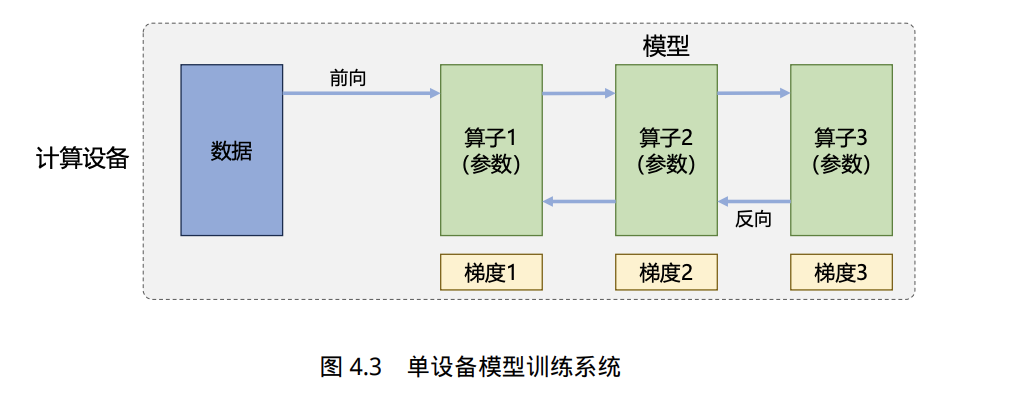 模型
前向
计算设备
数据
算子1
(参数)
算子2
(参数)
算子3
(参数)
反向
梯度1
梯度2
梯度3
图 4.3 单设备模型训练系统